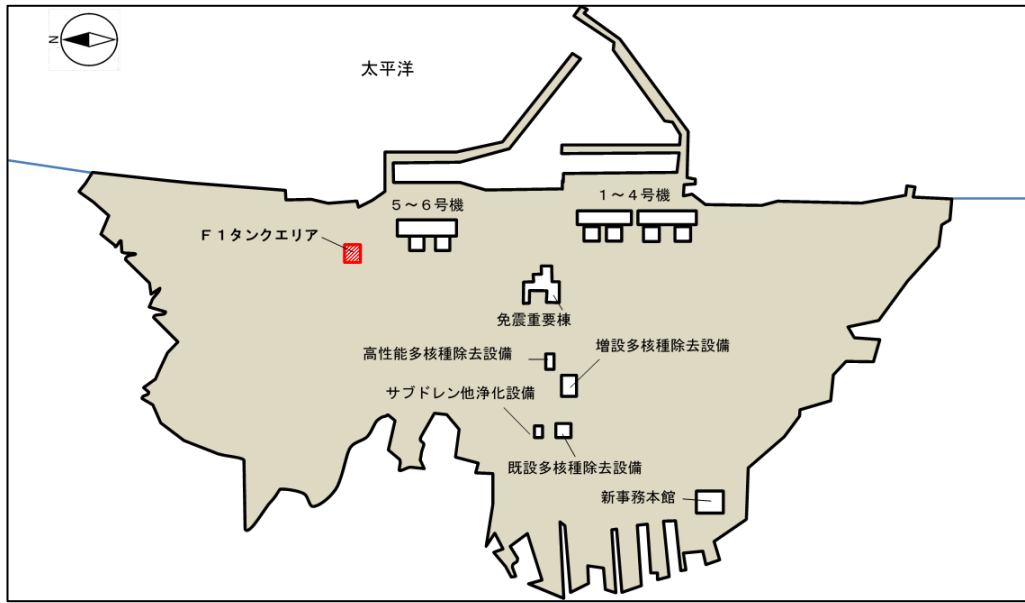 N
太平洋
5~6号機
1~4号機
F1タンクエリア
免震重要棟
高性能多核種除去設備
増設多核種除去設備
サブドレン他浄化設備
既設多核種除去設備
新事務本館